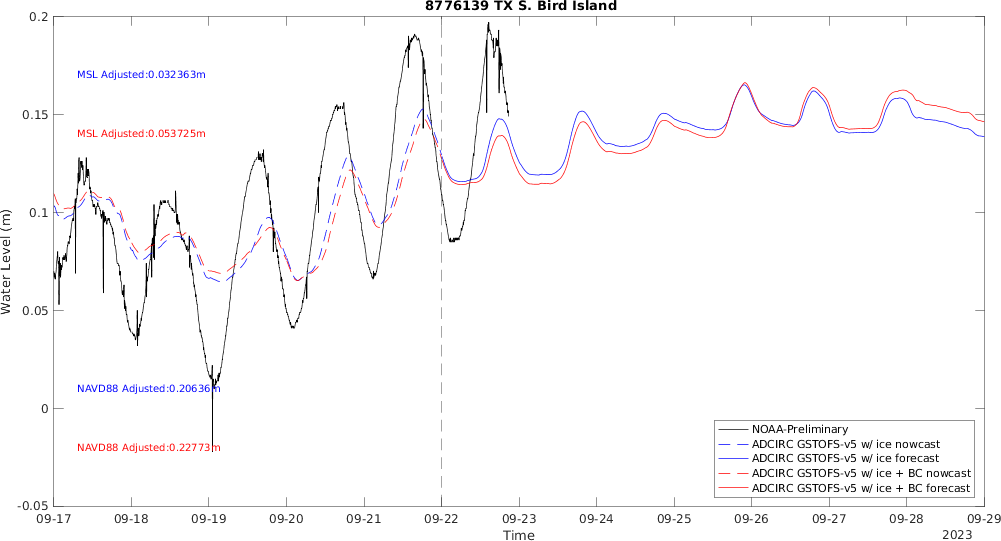 8776139 TX S. Bird Island
Water Level (m)
0.2
0.15
0.1
0.05
0
-0.05
MSL Adjusted:0.032363m
MSL Adjusted:0.053725m
NAVD88 Adjusted:0.20636m
NAVD88 Adjusted:0.22773m
NOAA-Preliminary
ADCIRC GSTOFS-v5 w/ ice nowcast
ADCIRC GSTOFS-v5 w/ ice forecast
ADCIRC GSTOFS-v5 w/ ice + BC nowcast
ADCIRC GSTOFS-v5 w/ ice + BC forecast
09-17 09-18 09-19 09-20 09-21 09-22 09-23 09-24 09-25 09-26 09-27 09-28 09-29
Time
2023